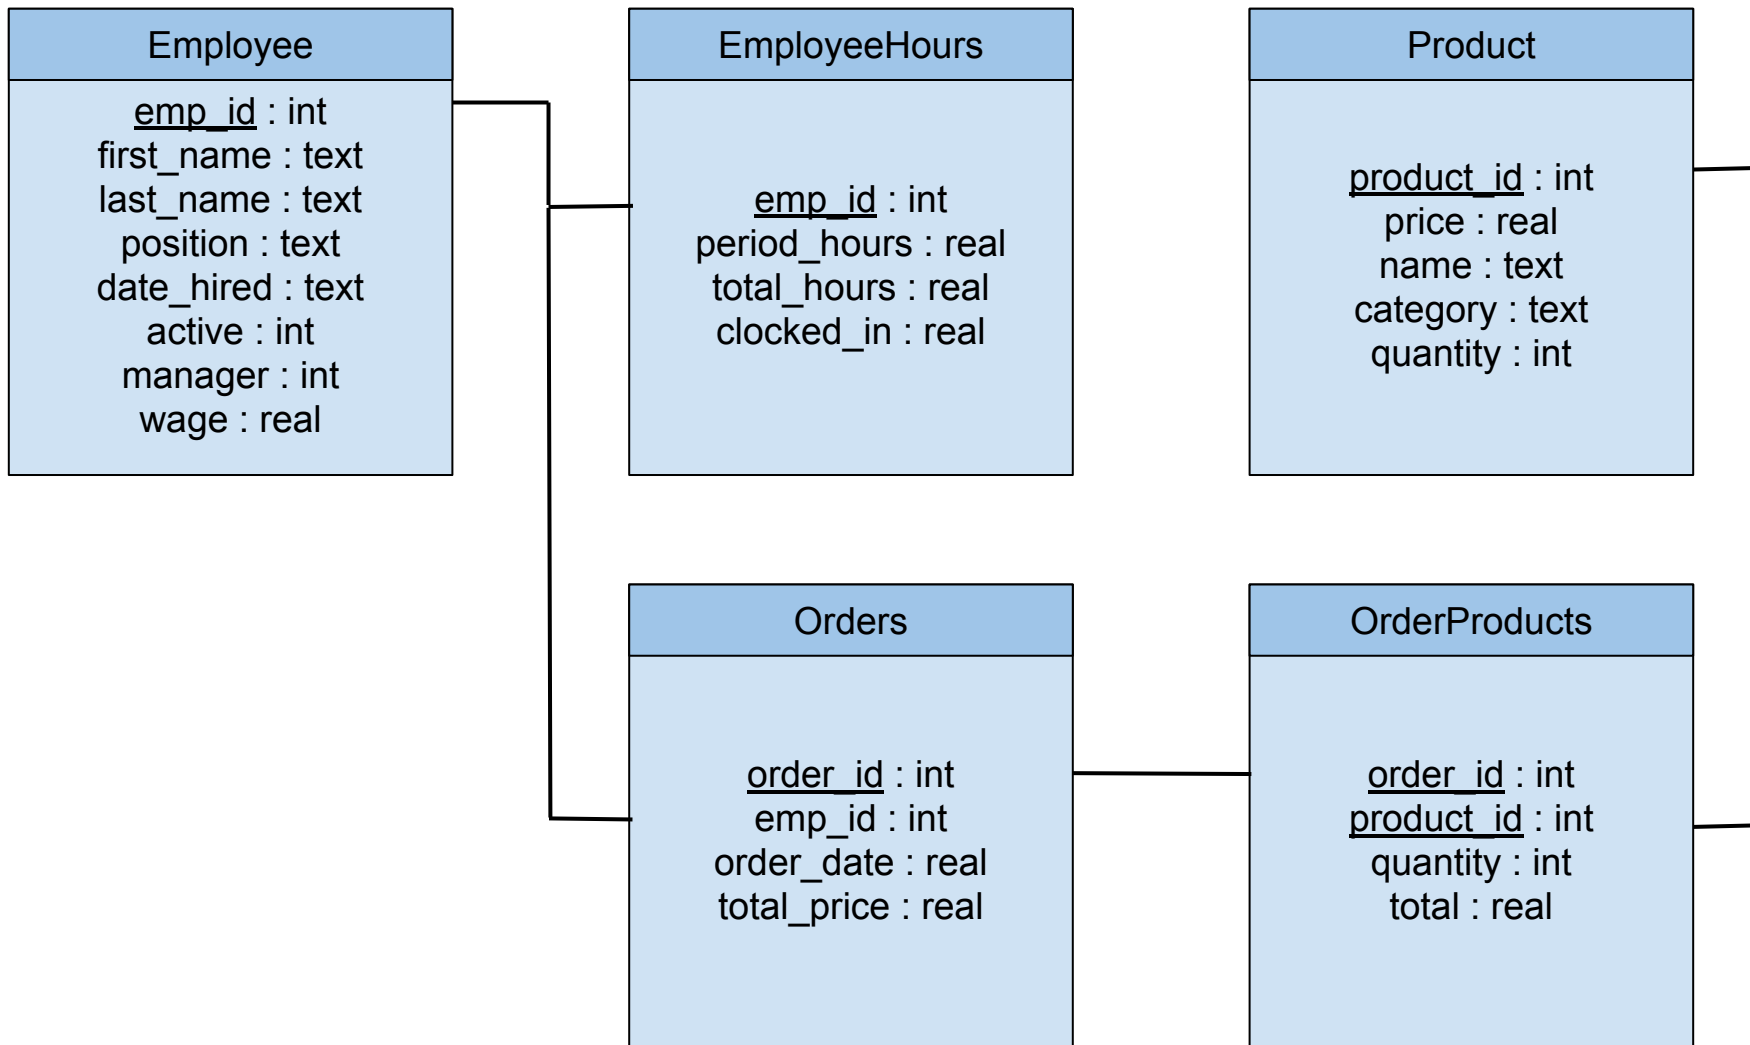 Employee
emp_id : int
first_name : text
last_name : text
position : text
date_hired : text
active : int
manager : int
wage : real
EmployeeHours
emp_id : int
period_hours : real
total_hours : real
clocked_in : real
Product
product_id : int
price : real
name : text
category : text
quantity : int
Orders
order_id : int
emp_id : int
order_date : real
total_price : real
OrderProducts
order_id : int
product_id : int
quantity : int
total : real